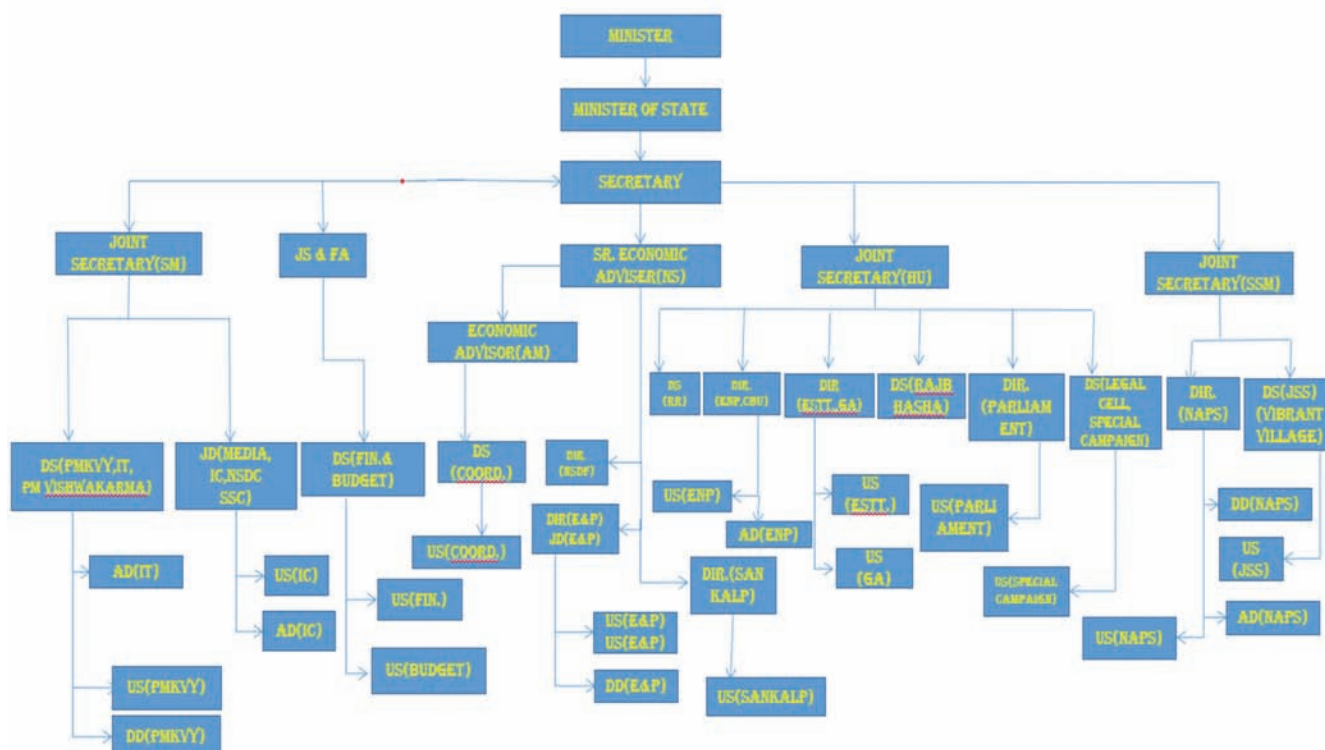 MINISTER
MINISTER OF STATE
SECRETARY
JOINT
SECRETARY(SM)
JS & FA
SR. ECONOMIC
ADVISER(NS)
JOINT
SECRETARY(HU)
JOINT
SECRETARY(SSM)
ECONOMIC
ADVISOR(AM)
DS
(RR)
DIR.
(ENP,CBU)
DIR
(ESTT.,GA)
DS(RAJB
HASHA)
DIR.
(PARLIAM
ENT)
DS(LEGAL
CELL,
SPECIAL
CAMPAIGN)
DIR.
(NAPS)
DS(JSS)
(VIBRANT
VILLAGE)
DS(PMKVY,IT,
PM VISHWAKARMA)
JD(MEDIA,
IC,NSDC
SSC)
DS(FIN.&
BUDGET)
DS
(COORD.)
DIR.
(NSDF)
US(COORD.)
DIR(E&P)
JD(E&P)
US(ENP)
AD(ENP)
US
(ESTT.)
US
(GA)
US(PARLI
AMENT)
DD(NAPS)
US
(JSS)
AD(IT)
US(IC)
AD(IC)
US(FIN.)
US(BUDGET)
DIR.(SAN
KALP)
US(E&P)
US(E&P)
DD(E&P)
US(SANKALP)
US(SPECIAL
CAMPAIGN)
US(NAPS)
AD(NAPS)
US(PMKVY)
DD(PMKVY)